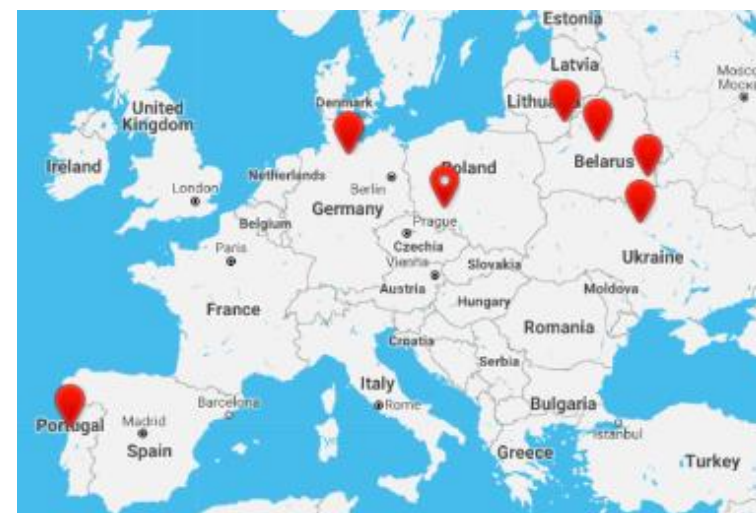 Estonia
Latvia
Moscow
Москва
Denmark
Lithuania
United
Kingdom
Ireland
Belarus
Poland
Netherlands
London
Berlin
Germany
Belgium
Prague
Paris
Czechia
Ukraine
Vienna
Slovakia
Austria
Moldova
Hungary
France
Romania
Croatia
Serbia
Italy
Barcelona
Rome
Bulgaria
Portugal
Madrid
Istanbul
Spain
Greece
Turkey